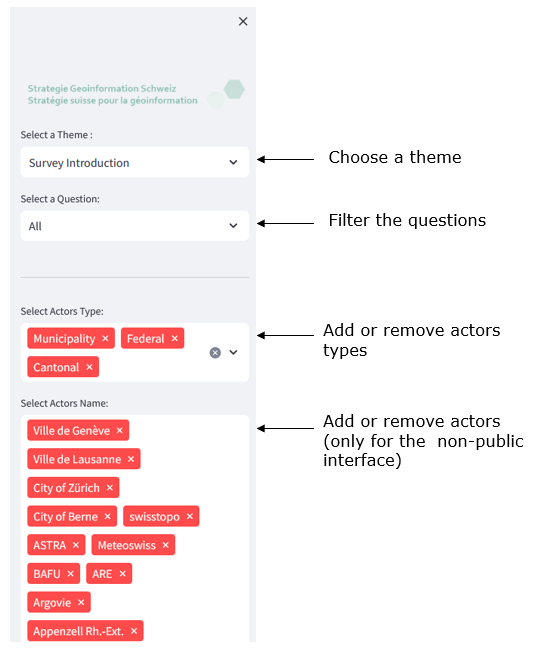 Strategie Geoinformation Schweiz
Stratégie suisse pour la géoinformation
Select a Theme :
Survey Introduction
Choose a theme
Select a Question:
All
Filter the questions
Select Actors Type:
Municipality × Federal ×
Cantonal ×
Add or remove actors
types
Select Actors Name:
Ville de Genève ×
Ville de Lausanne ×
City of Zürich ×
City of Berne × swisstopo ×
ASTRA × Meteoswiss ×
BAFU × ARE ×
Argovie ×
Appenzell Rh.-Ext. ×
Add or remove actors
(only for the non-public
interface)